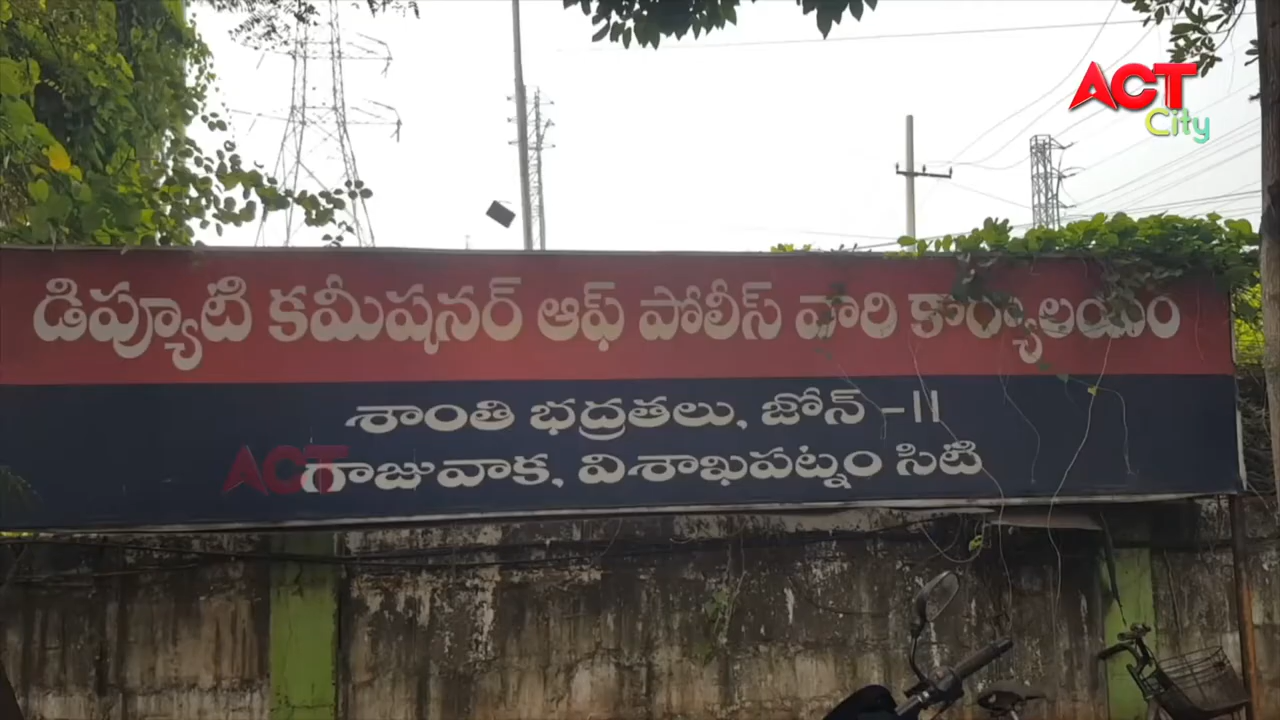 ACT
City
డిప్యూటి కమీషనర్ ఆఫ్ పోలీస్ వారి కార్యాలయం
శాంతి భద్రతలు, జోన్ -II
ACT
గాజువాక, విశాఖపట్నం సిటి